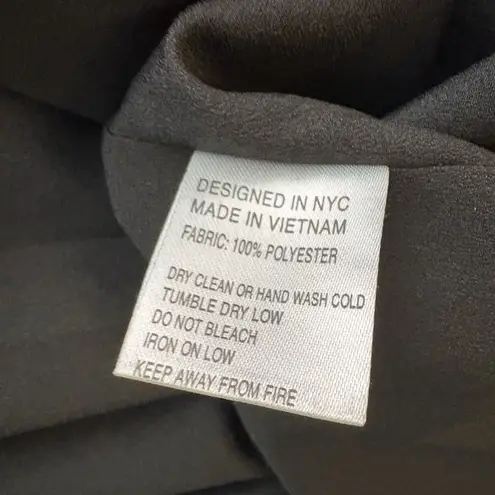 DESIGNED IN NYC
MADE IN VIETNAM
FABRIC: 100% POLYESTER
DRY CLEAN OR HAND WASH COLD
TUMBLE DRY LOW
DO NOT BLEACH
IRON ON LOW
KEEP AWAY FROM FIRE